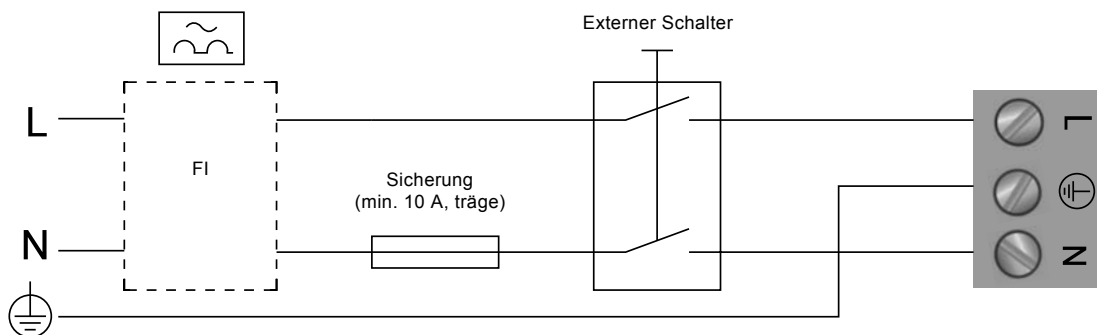 Externer Schalter
L
FI
Sicherung
(min. 10 A, träge)
N
L
N